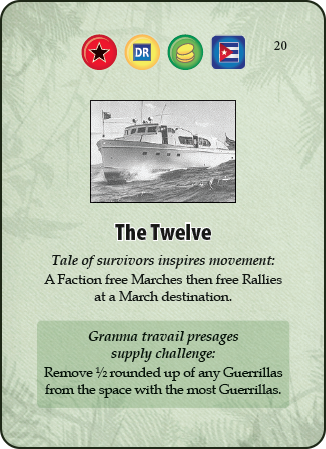 DR
20
The Twelve
Tale of survivors inspires movement:
A Faction free Marches then free Rallies
at a March destination.
Granma travail presages
supply challenge:
Remove ½ rounded up of any Guerrillas
from the space with the most Guerrillas.